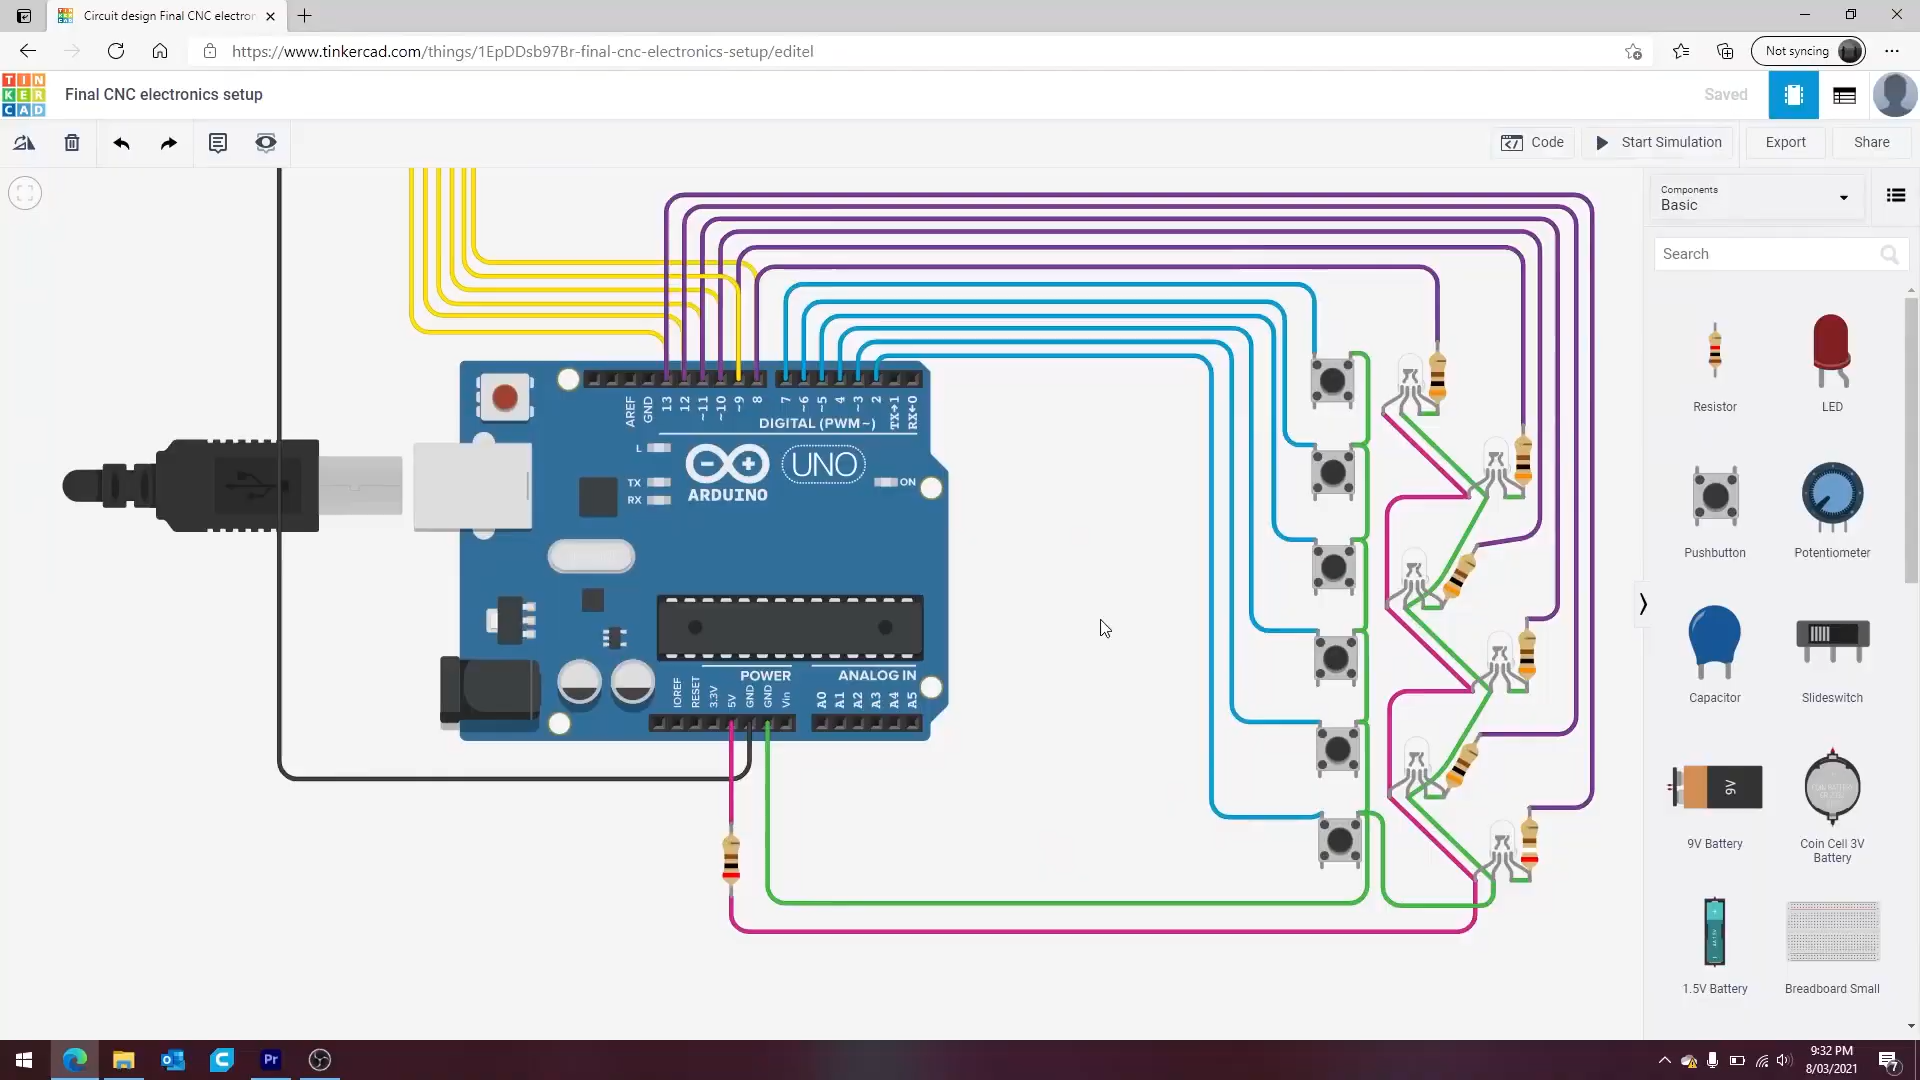 Circuit design Final CNC electron
https://www.tinkercad.com/things/1EpDDsb97Br-final-cnc-electronics-setup/editel
Not syncing
TIN
KER
CAD
Final CNC electronics setup
Saved
Code
Start Simulation
Export
Share
Components
Basic
Search
Resistor
LED
Pushbutton
Potentiometer
Capacitor
Slideswitch
9V
9V Battery
Coin Cell 3V
Battery
1.5V Battery
Breadboard Small
AREF
GND
13
12
~11
~10
~9
8
7
~6
~5
4
~3
2
TX→1
RX←0
DIGITAL (PWM~)
L
TX
RX
ARDUINO
UNO
ON
POWER
ANALOG IN
IOREF
RESET
3.3V
5V
GND
GND
Vin
A0
A1
A2
A3
A4
A5
Pr
9:32 PM
8/03/2021
7